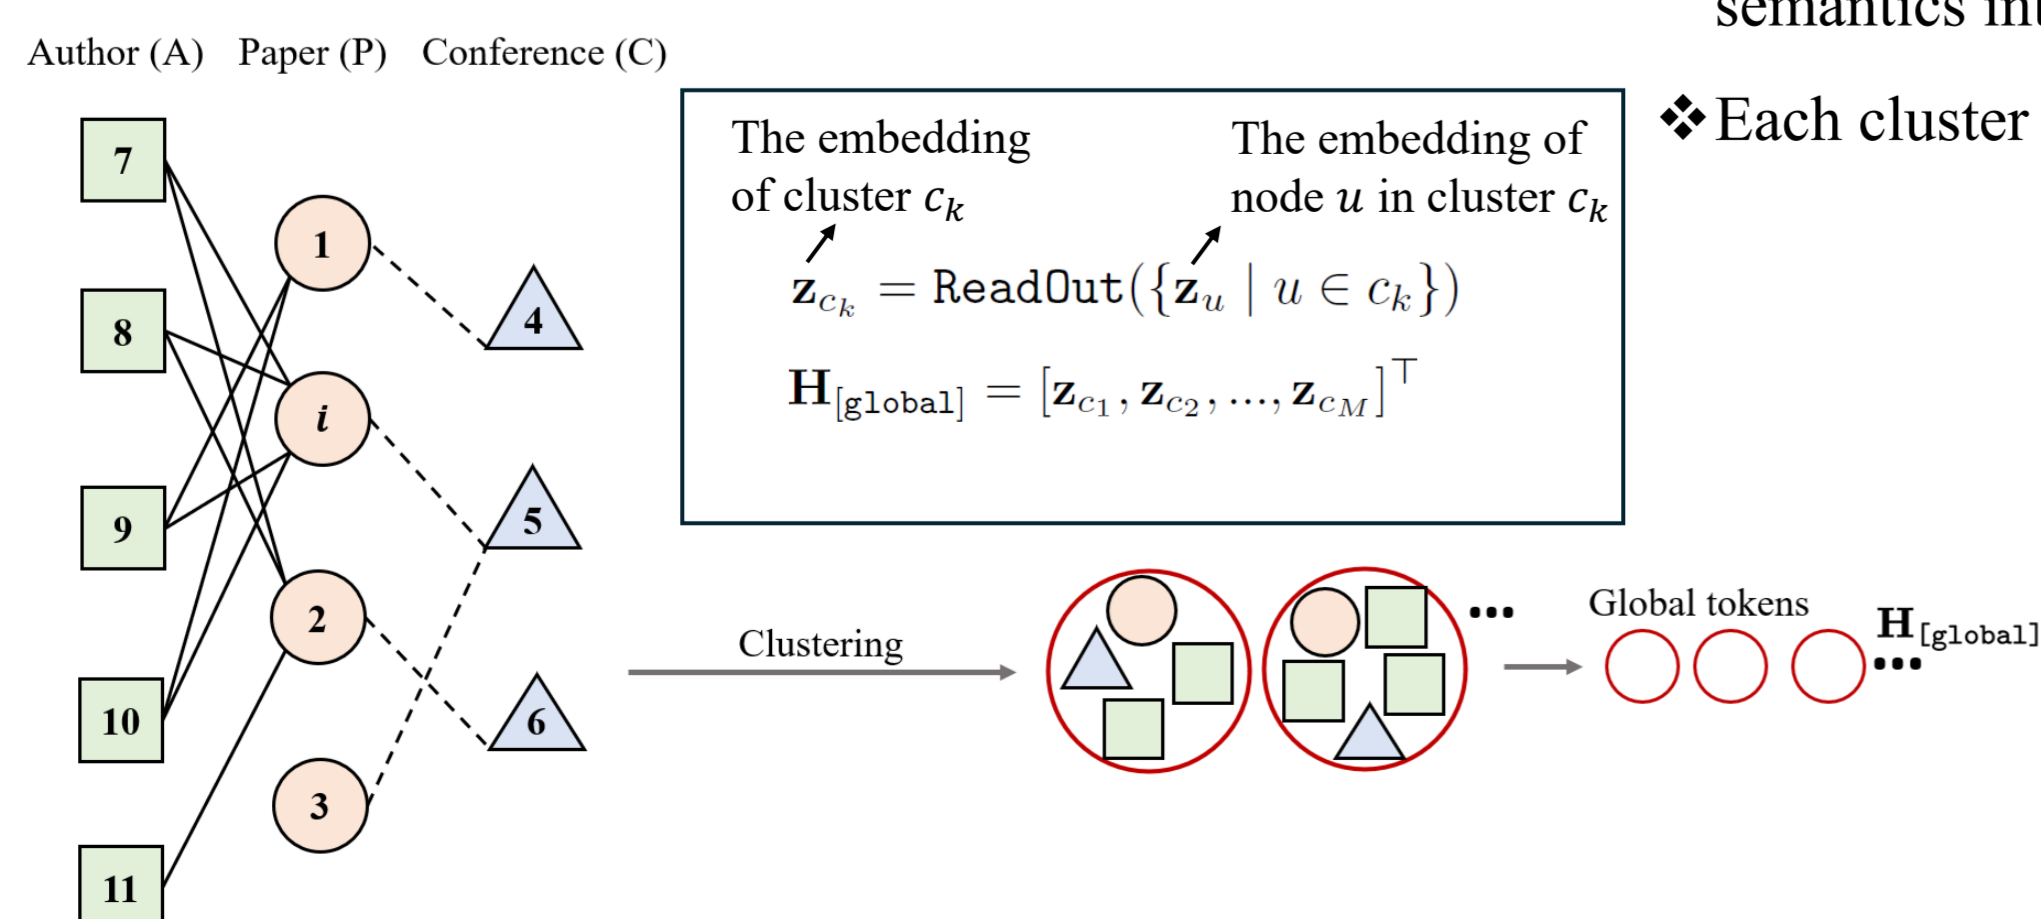 semantics int
Author (A) Paper (P) Conference (C)
❖ Each cluster
The embedding
of cluster c_k
The embedding of
node u in cluster c_k
z_{c_k} = ReadOut({z_u | u ∈ c_k})
H_{[global]} = [z_{c_1}, z_{c_2}, ..., z_{c_M}]^⊤
7
8
9
10
11
1
i
2
3
4
5
6
Clustering
...
Global tokens
H_{[global]}
...